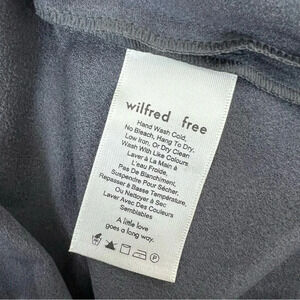 wilfred free
Hand Wash Cold,
No Bleach, Hang To Dry,
Low Iron, Or Dry Clean
Wash With Like Colours
Laver À La Main À
L'eau Froide,
Pas De Blanchiment,
Suspendre Pour Sécher,
Repasser à Basse Température,
Ou Nettoyer à Sec
Laver Avec Des Couleurs
Semblables
A little love
goes a long way.
P